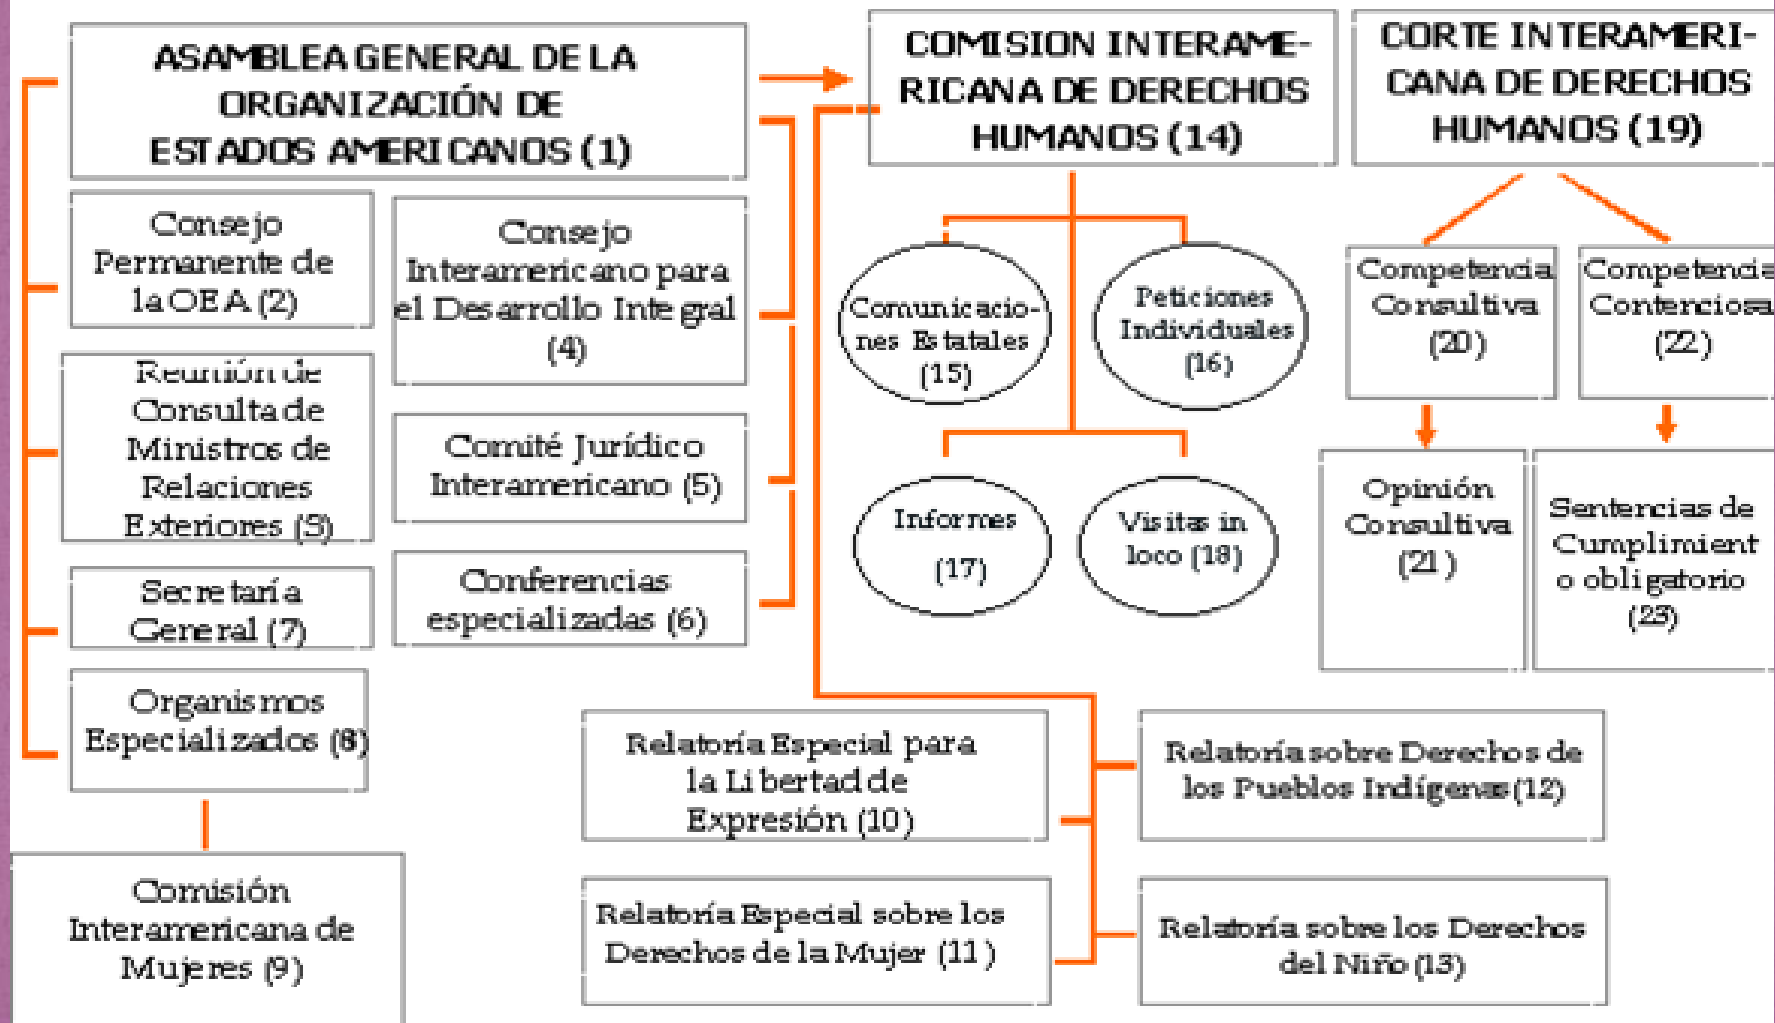 ASAMBLEA GENERAL DE LA
ORGANIZACIÓN DE
ESTADOS AMERICANOS (1)
Consejo
Permanente de
la OEA (2)
Reunión de
Consulta de
Ministros de
Relaciones
Exteriores (3)
Secretaría
General (7)
Organismos
Especializados (8)
Comisión
Interamericana de
Mujeres (9)
Consejo
Interamericano para
el Desarrollo Integral
(4)
Comité Jurídico
Interamericano (5)
Conferencias
especializadas (6)
COMISION INTERAME-
RICANA DE DERECHOS
HUMANOS (14)
Comunicacio-
nes Estatales
(15)
Peticiones
Individuales
(16)
Informes
(17)
Visitas in
loco (18)
CORTE INTERAMERI-
CANA DE DERECHOS
HUMANOS (19)
Competencia
Consultiva
(20)
Competencia
Contenciosa
(22)
Opinión
Consultiva
(21)
Sentencias de
Cumplimient
o obligatorio
(23)
Relatoría Especial para
la Libertad de
Expresión (10)
Relatoría sobre Derechos de
los Pueblos Indígenas (12)
Relatoría Especial sobre los
Derechos de la Mujer (11)
Relatoría sobre los Derechos
del Niño (13)